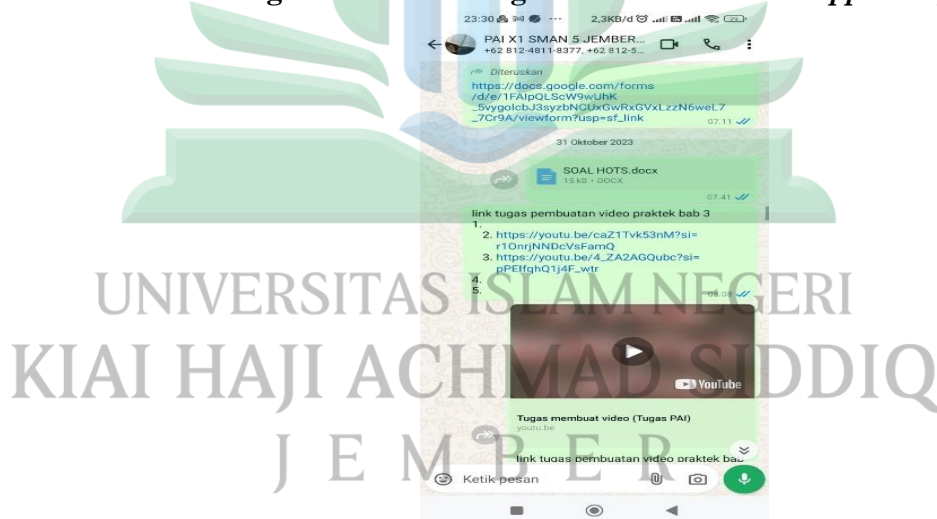 23:30 ... 2,3KB/d
PAI X1 SMAN 5 JEMBER...
+62 812-4811-8377, +62 812-5...
Diteruskan
https://docs.google.com/forms
/d/e/1FAIpQLScW9wUhK
_5vygolcbJ3syzbNCUxGwRxGVxLzzN6weL7
_7Cr9A/viewform?usp=sf_link
07.11
31 Oktober 2023
SOAL HOTS.docx
15 kB • DOCX
07.41
link tugas pembuatan video praktek bab 3
1.
2. https://youtu.be/caZ1Tvk53nM?si=
r1OnrjNNDcVsFamQ
3. https://youtu.be/4_ZA2AGQubc?si=
pPEIfqhQ1j4F_wtr
4.
5.
08.08
YouTube
Tugas membuat video (Tugas PAI)
youtu.be
link tugas pembuatan video praktek bab
Ketik pesan
UNIVERSITAS ISLAM NEGERI
KIAI HAJI ACHMAD SIDDIQ
JEMBER